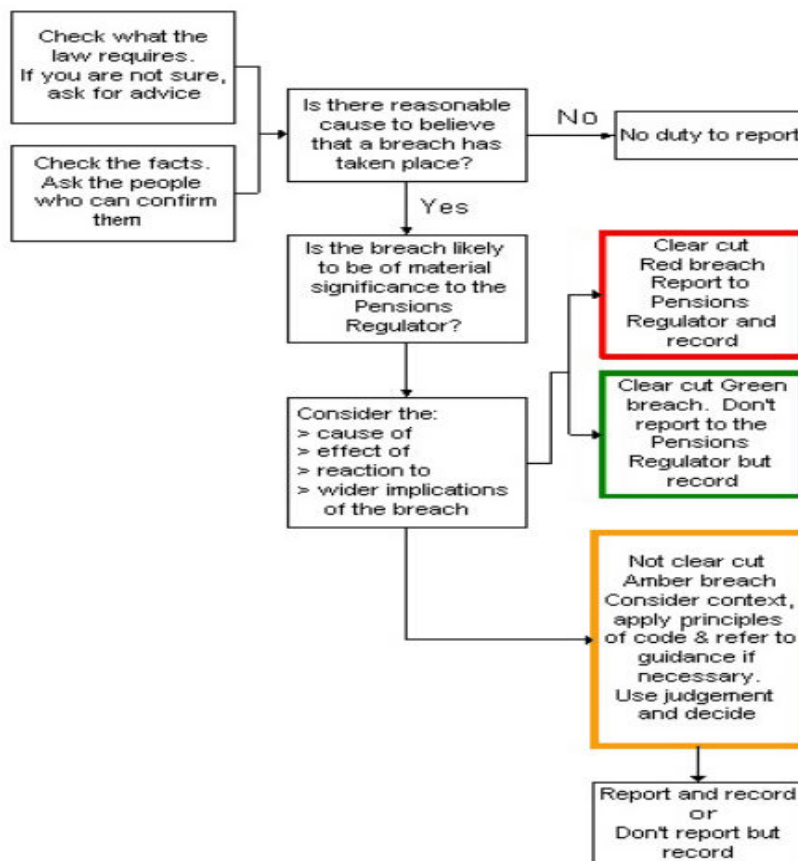 Check what the
law requires.
If you are not sure,
ask for advice
Check the facts.
Ask the people
who can confirm
them
Is there reasonable
cause to believe
that a breach has
taken place?
No
No duty to report
Yes
Is the breach likely
to be of material
significance to the
Pensions
Regulator?
Consider the:
> cause of
> effect of
> reaction to
> wider implications
of the breach
Clear cut
Red breach
Report to
Pensions
Regulator and
record
Clear cut Green
breach. Don't
report to the
Pensions
Regulator but
record
Not clear cut
Amber breach
Consider context,
apply principles
of code & refer to
guidance if
necessary.
Use judgement
and decide
Report and record
or
Don't report but
record